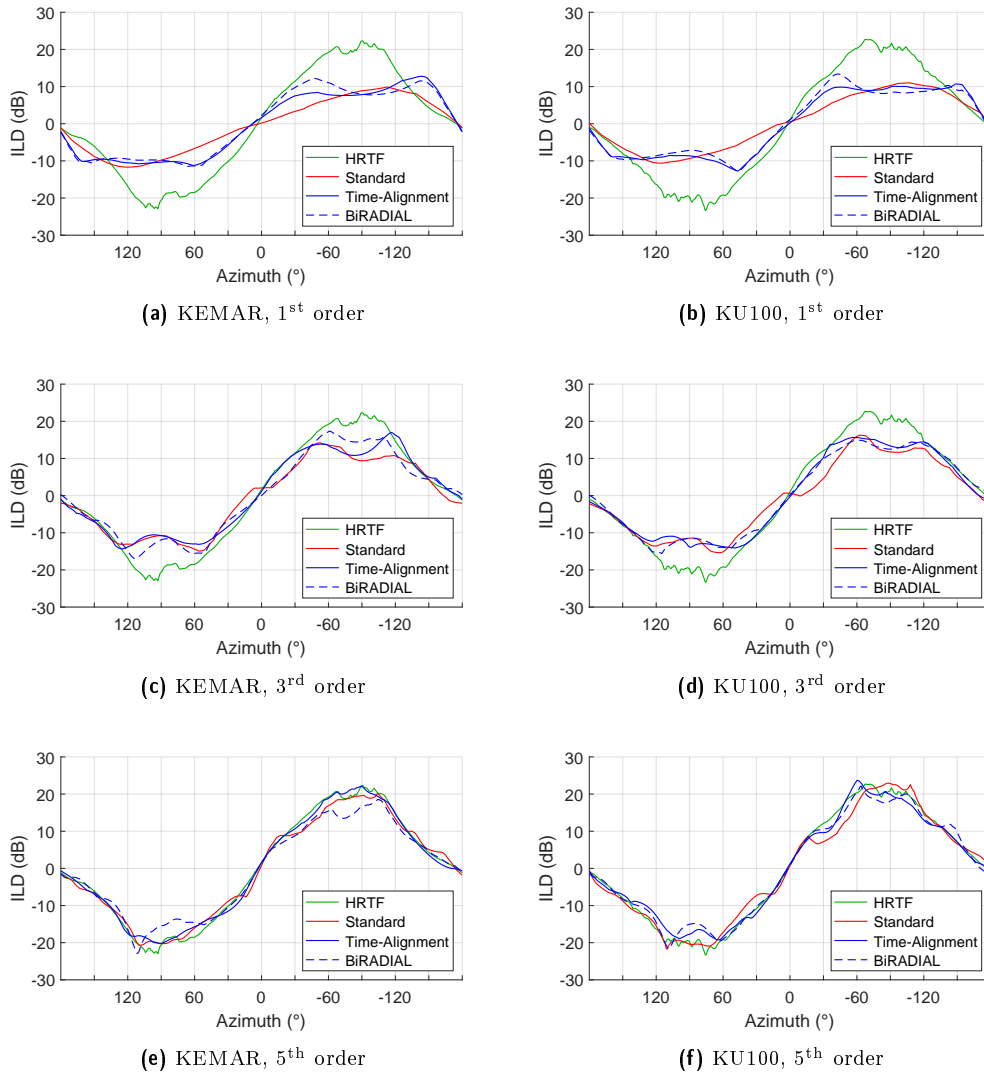 30
20
10
0
-10
-20
-30
ILD (dB)
HRTF
Standard
Time-Alignment
BiRADIAL
120 60 0 -60 -120
Azimuth (°)
(a) KEMAR, 1st order
30
20
10
0
-10
-20
-30
ILD (dB)
HRTF
Standard
Time-Alignment
BiRADIAL
120 60 0 -60 -120
Azimuth (°)
(b) KU100, 1st order
30
20
10
0
-10
-20
-30
ILD (dB)
HRTF
Standard
Time-Alignment
BiRADIAL
120 60 0 -60 -120
Azimuth (°)
(c) KEMAR, 3rd order
30
20
10
0
-10
-20
-30
ILD (dB)
HRTF
Standard
Time-Alignment
BiRADIAL
120 60 0 -60 -120
Azimuth (°)
(d) KU100, 3rd order
30
20
10
0
-10
-20
-30
ILD (dB)
HRTF
Standard
Time-Alignment
BiRADIAL
120 60 0 -60 -120
Azimuth (°)
(e) KEMAR, 5th order
30
20
10
0
-10
-20
-30
ILD (dB)
HRTF
Standard
Time-Alignment
BiRADIAL
120 60 0 -60 -120
Azimuth (°)
(f) KU100, 5th order